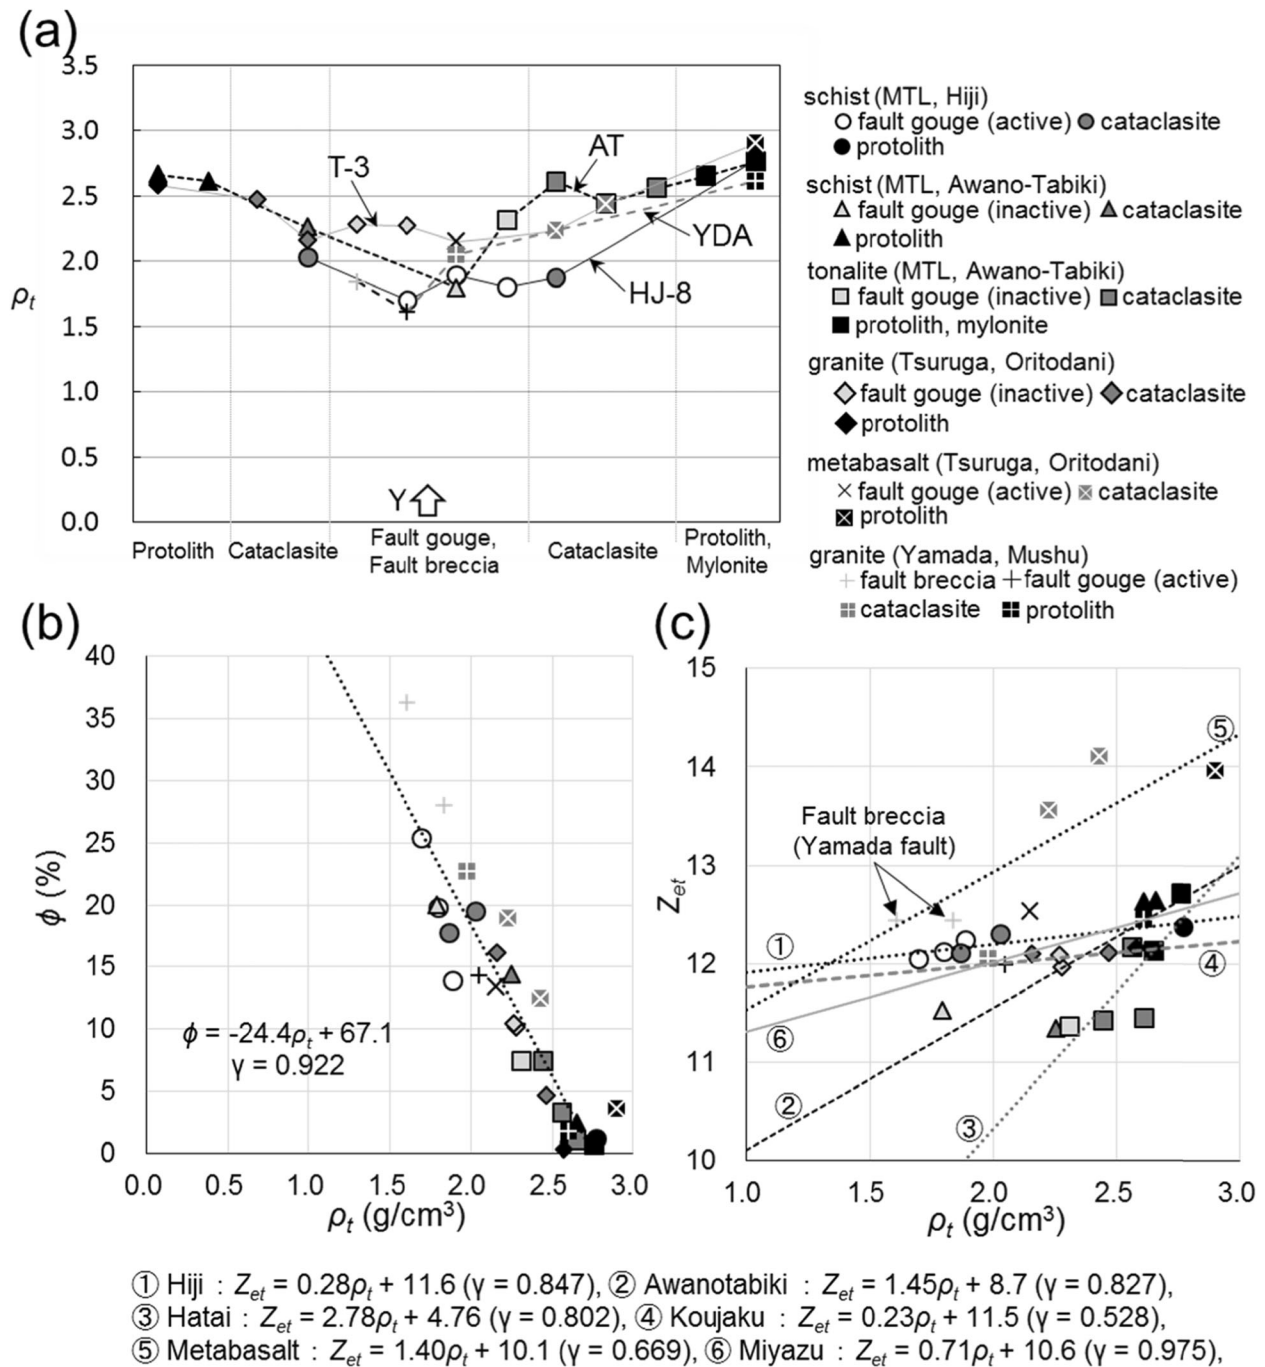 (a)
3.5
3.0
2.5
2.0
1.5
1.0
0.5
0.0
ρt
T-3
AT
YDA
HJ-8
Y
Protolith
Cataclasite
Fault gouge,
Fault breccia
Cataclasite
Protolith,
Mylonite
schist (MTL, Hiji)
fault gouge (active) cataclasite
protolith
schist (MTL, Awano-Tabiki)
fault gouge (inactive) cataclasite
protolith
tonalite (MTL, Awano-Tabiki)
fault gouge (inactive) cataclasite
protolith, mylonite
granite (Tsuruga, Oritodani)
fault gouge (inactive) cataclasite
protolith
metabasalt (Tsuruga, Oritodani)
fault gouge (active) cataclasite
protolith
granite (Yamada, Mushu)
fault breccia fault gouge (active)
cataclasite protolith
(b)
40
35
30
25
20
15
10
5
0
ϕ (%)
ϕ = -24.4ρt + 67.1
γ = 0.922
0.0 0.5 1.0 1.5 2.0 2.5 3.0
ρt (g/cm³)
(c)
15
14
13
12
11
10
Zet
Fault breccia
(Yamada fault)
⑤
①
④
⑥
②
③
1.0 1.5 2.0 2.5 3.0
ρt (g/cm³)
① Hiji : Zet = 0.28ρt + 11.6 (γ = 0.847), ② Awanotabiki : Zet = 1.45ρt + 8.7 (γ = 0.827),
③ Hatai : Zet = 2.78ρt + 4.76 (γ = 0.802), ④ Koujaku : Zet = 0.23ρt + 11.5 (γ = 0.528),
⑤ Metabasalt : Zet = 1.40ρt + 10.1 (γ = 0.669), ⑥ Miyazu : Zet = 0.71ρt + 10.6 (γ = 0.975),